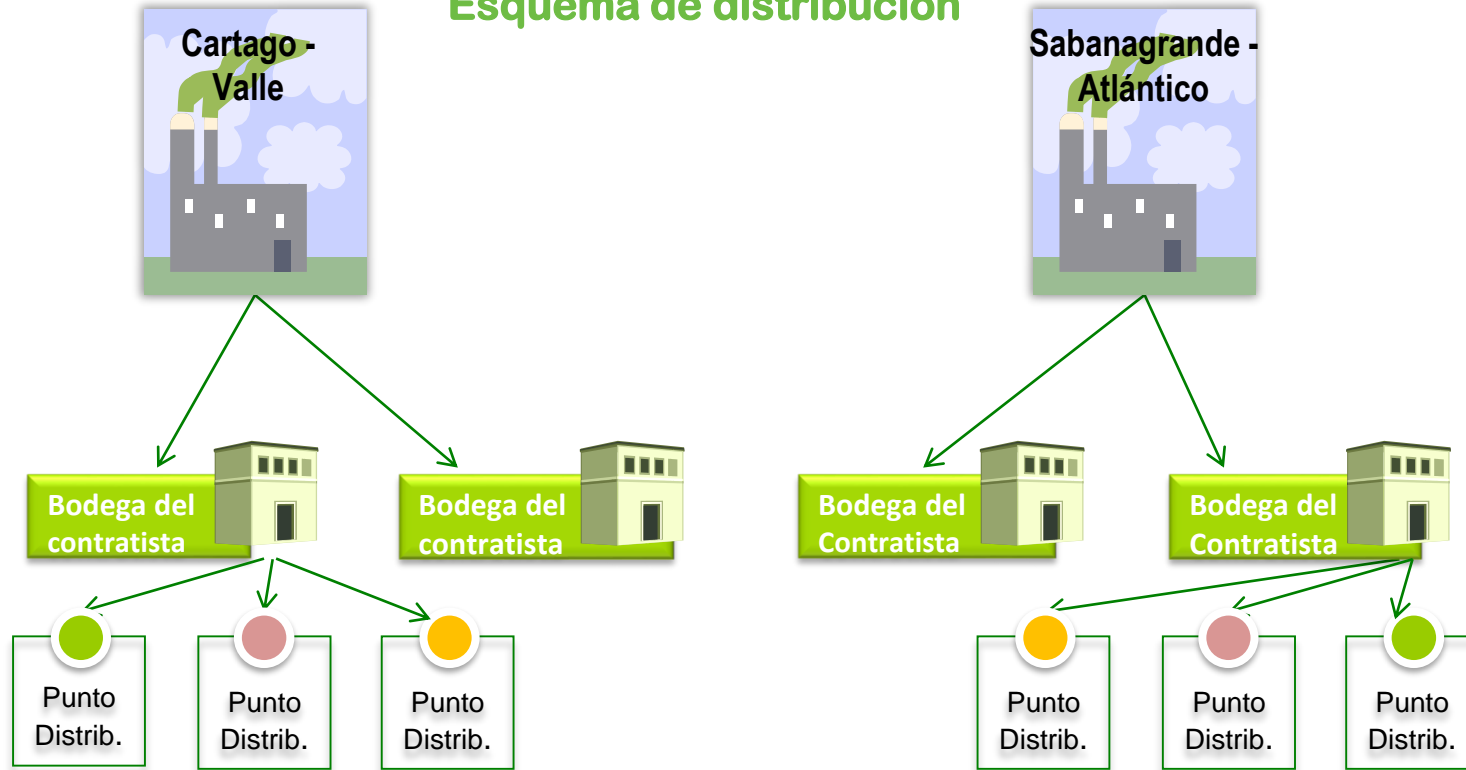 Esquema de distribución
Cartago -
Valle
Sabanagrande -
Atlántico
Bodega del
contratista
Bodega del
contratista
Bodega del
Contratista
Bodega del
Contratista
Punto
Distrib.
Punto
Distrib.
Punto
Distrib.
Punto
Distrib.
Punto
Distrib.
Punto
Distrib.